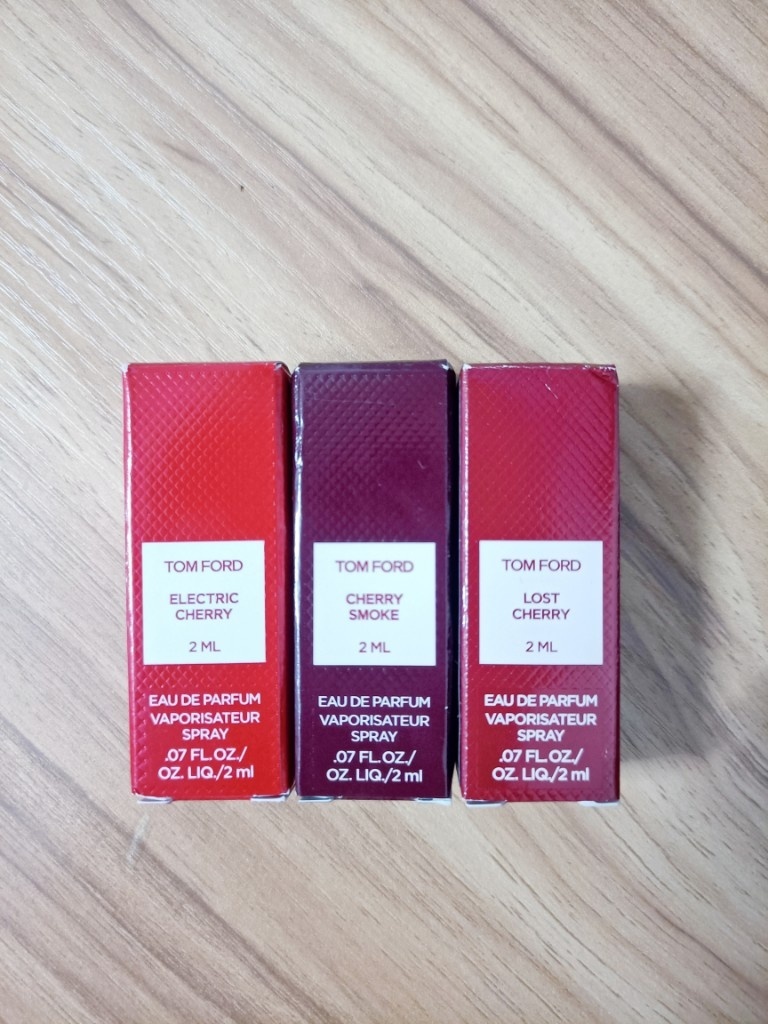 TOM FORD
ELECTRIC
CHERRY
2 ML
EAU DE PARFUM
VAPORISATEUR
SPRAY
.07 FL.OZ./
OZ. LIQ./2 ml
TOM FORD
CHERRY
SMOKE
2 ML
EAU DE PARFUM
VAPORISATEUR
SPRAY
.07 FL.OZ./
OZ. LIQ./2 ml
TOM FORD
LOST
CHERRY
2 ML
EAU DE PARFUM
VAPORISATEUR
SPRAY
.07 FL.OZ./
OZ. LIQ./2 ml